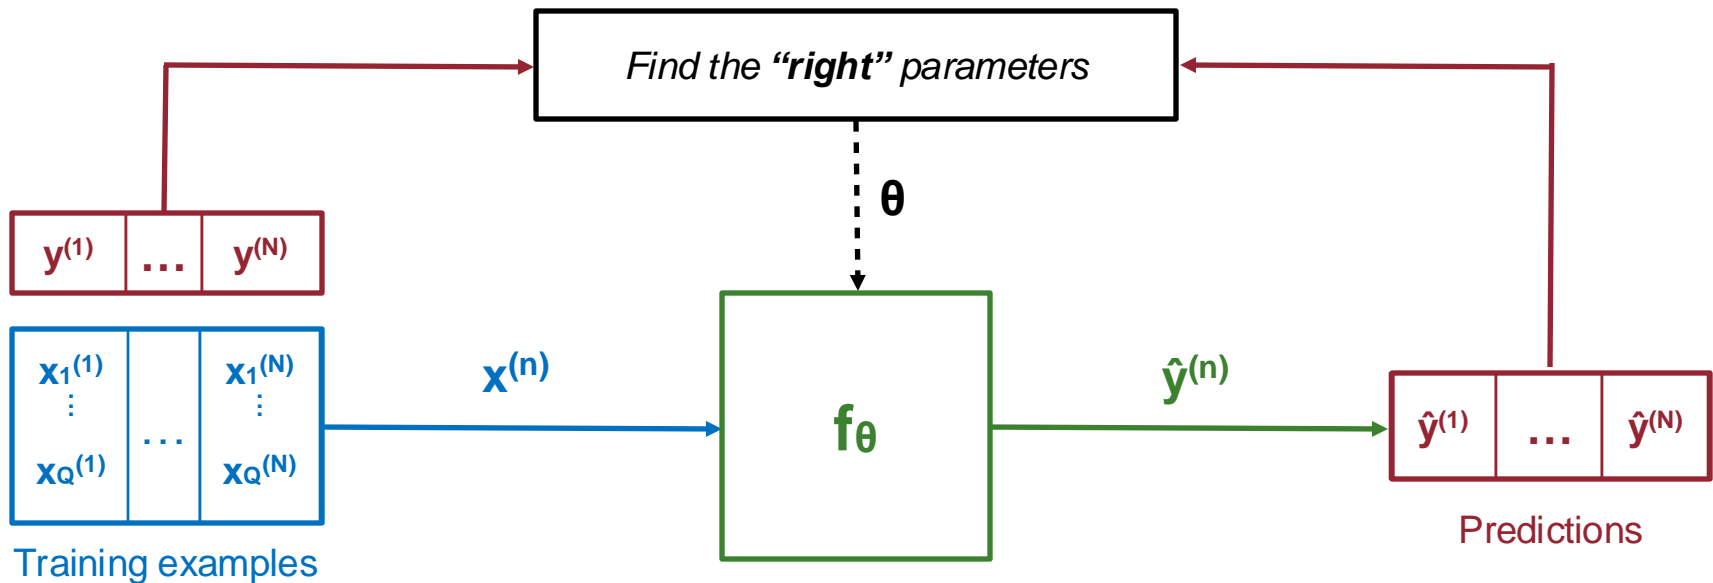 Find the “right” parameters
θ
y(1) ... y(N)
x1(1) x1(N)
⋮ ... ⋮
xQ(1) xQ(N)
x(n)
fθ
ŷ(n)
ŷ(1) ... ŷ(N)
Training examples
Predictions